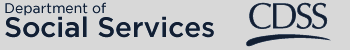 Department of
Social Services
CDSS